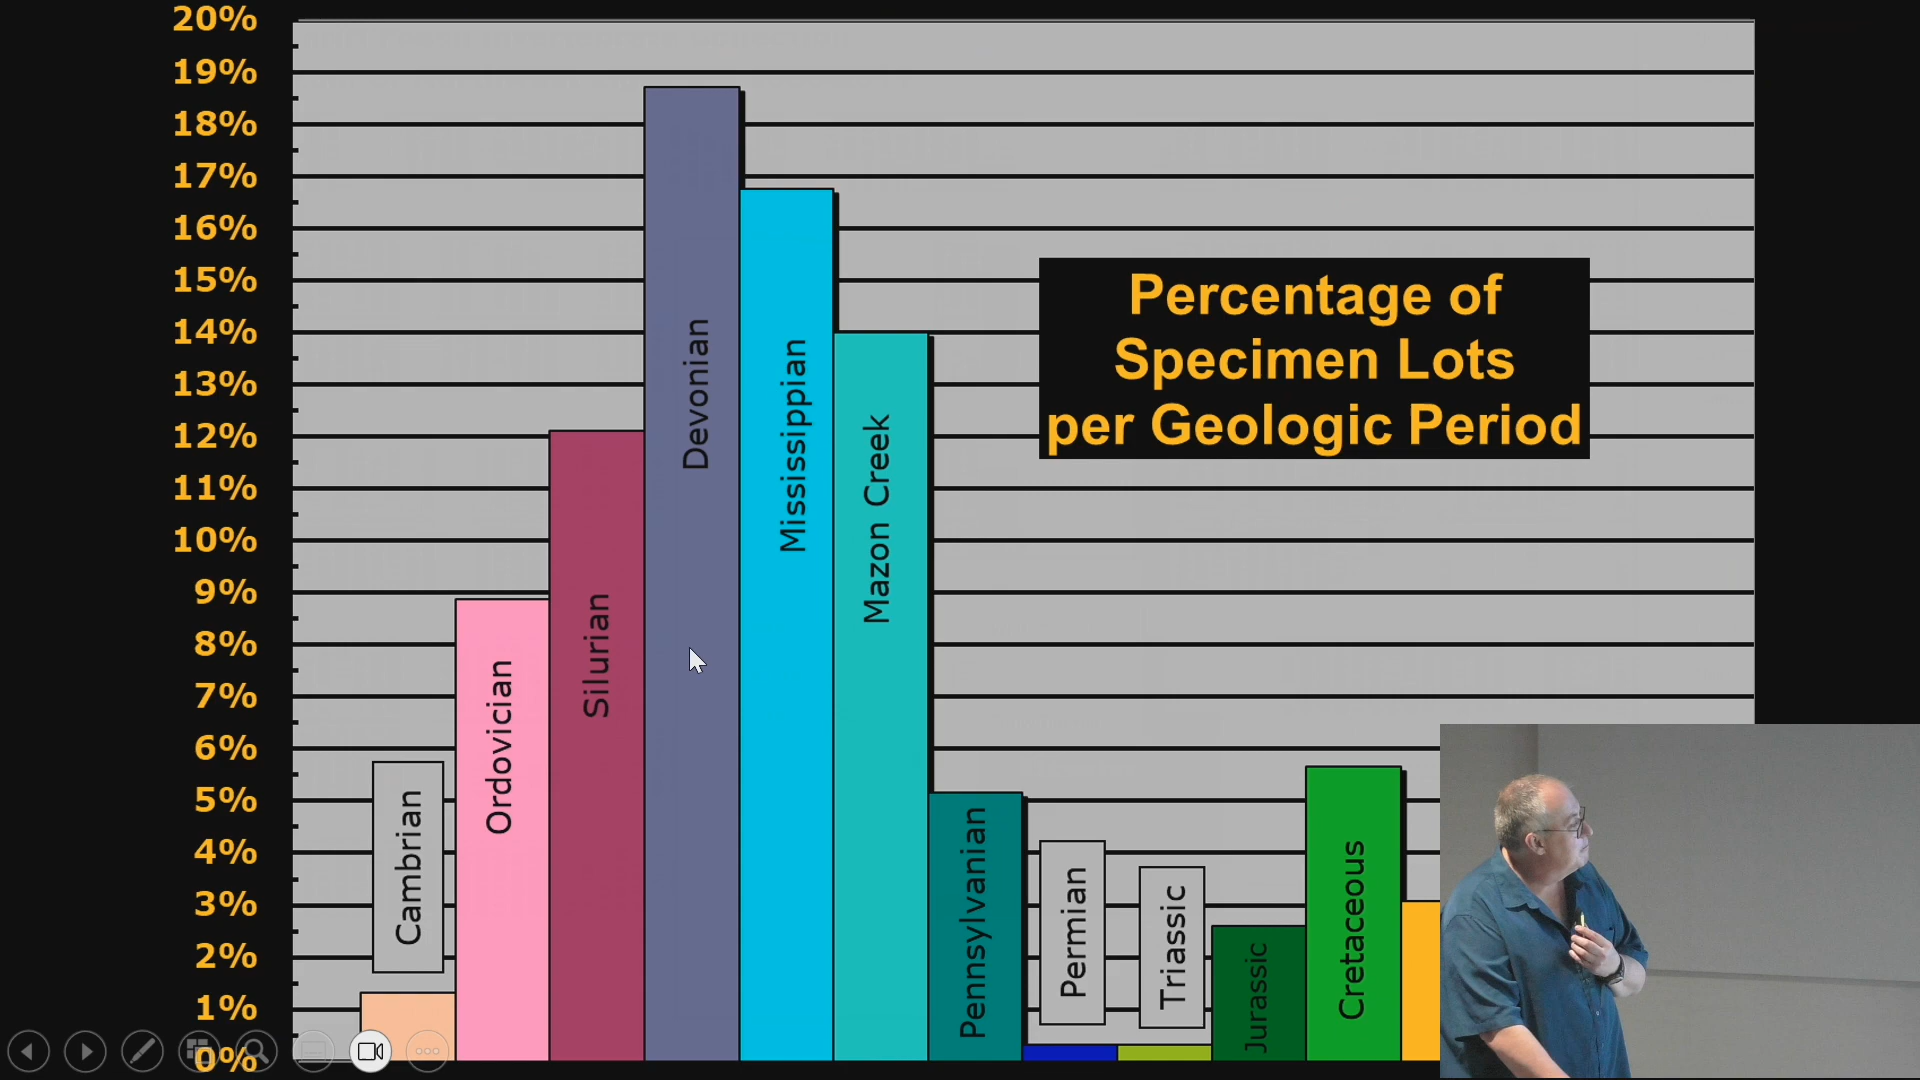 20%
19%
18%
17%
16%
15%
14%
13%
12%
11%
10%
9%
8%
7%
6%
5%
4%
3%
2%
1%
0%
Percentage of
Specimen Lots
per Geologic Period
Cambrian
Ordovician
Silurian
Devonian
Mississippian
Mazon Creek
Pennsylvanian
Permian
Triassic
Jurassic
Cretaceous